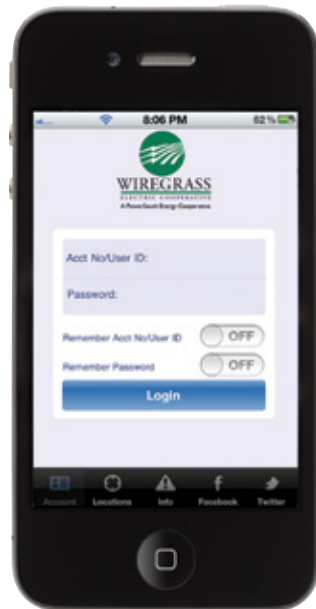 8:06 PM 62%
WIREGRASS
ELECTRIC COOPERATIVE
A PowerSouth Energy Cooperative
Acct No/User ID:
Password:
Remember Acct No/User ID OFF
Remember Password OFF
Login
Account Locations Info Facebook Twitter